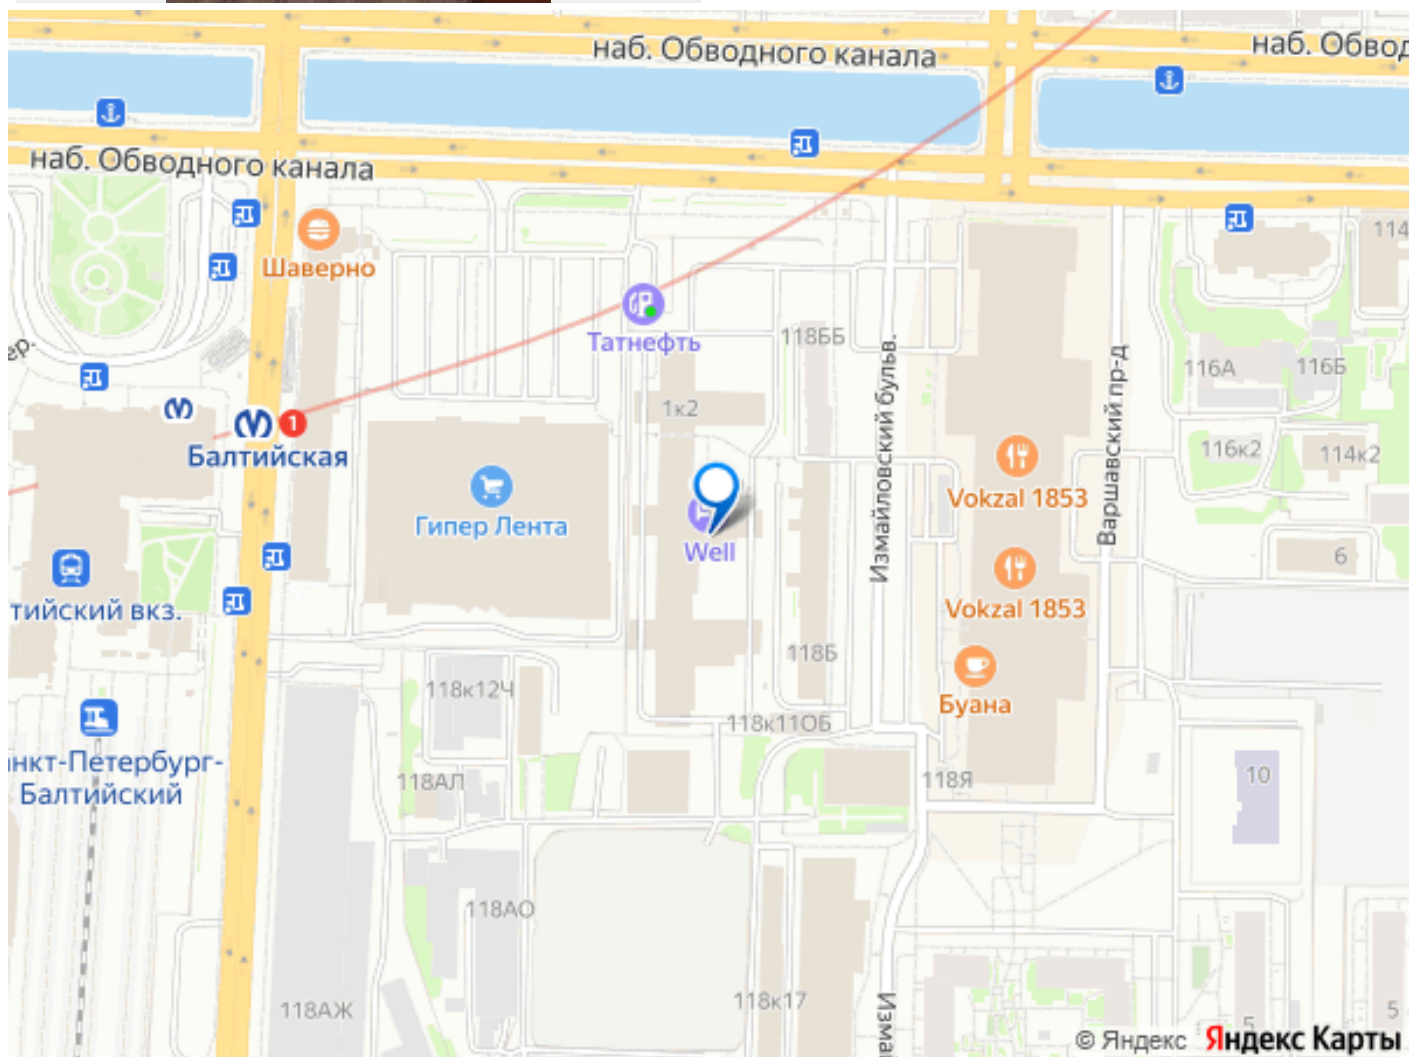 наб. Обводного канала
наб. Обвод
наб. Обводного канала
114
Шаверно
Татнефть
118ББ
ер.
116А
116Б
1к2
1
Балтийская
Измайловский бульв.
Варшавский пр-д
116к2
114к2
Vokzal 1853
Гипер Лента
Well
6
тийский вкз.
Vokzal 1853
118Б
118к12Ч
Буана
118к11ОБ
нкт-Петербург-
Балтийский
118АЛ
118Я
10
118АО
118к17
118АЖ
Изма
5
5
© Яндекс Яндекс Карты